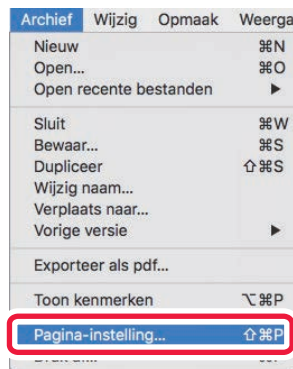 Archief Wijzig Opmaak Weerga
Nieuw ⌘N
Open... ⌘O
Open recente bestanden ▶
Sluit ⌘W
Bewaar... ⌘S
Dupliceer ⇧⌘S
Wijzig naam...
Verplaats naar...
Vorige versie ▶
Exporteer als pdf...
Toon kenmerken ⌥⌘P
Pagina-instelling... ⇧⌘P